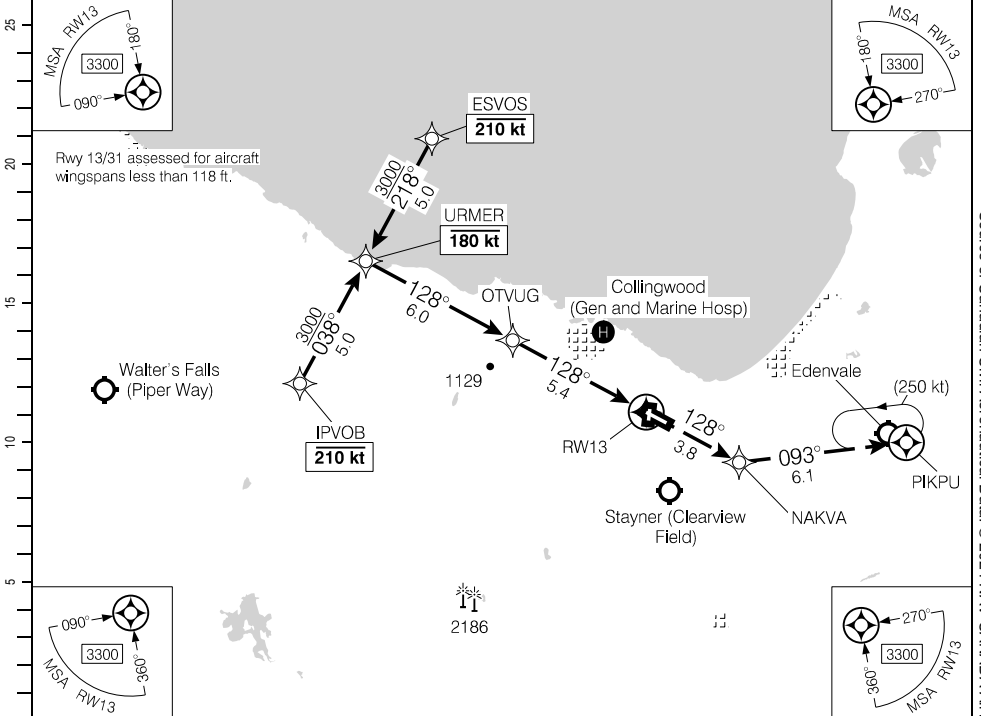 25
20
15
10
5
MSA RW13
180°
3300
090°
MSA RW13
180°
3300
270°
Rwy 13/31 assessed for aircraft
wingspans less than 118 ft.
ESVOS
210 kt
3000
218°
5.0
URMER
180 kt
128°
6.0
OTVUG
Collingwood
(Gen and Marine Hosp)
H
3000
038°
5.0
Walter's Falls
(Piper Way)
1129
128°
5.4
Edenvale
(250 kt)
IPVOB
210 kt
RW13
128°
3.8
093°
6.1
PIKPU
NAKVA
Stayner (Clearview
Field)
2186
090°
3300
360°
MSA RW13
270°
3300
360°
MSA RW13